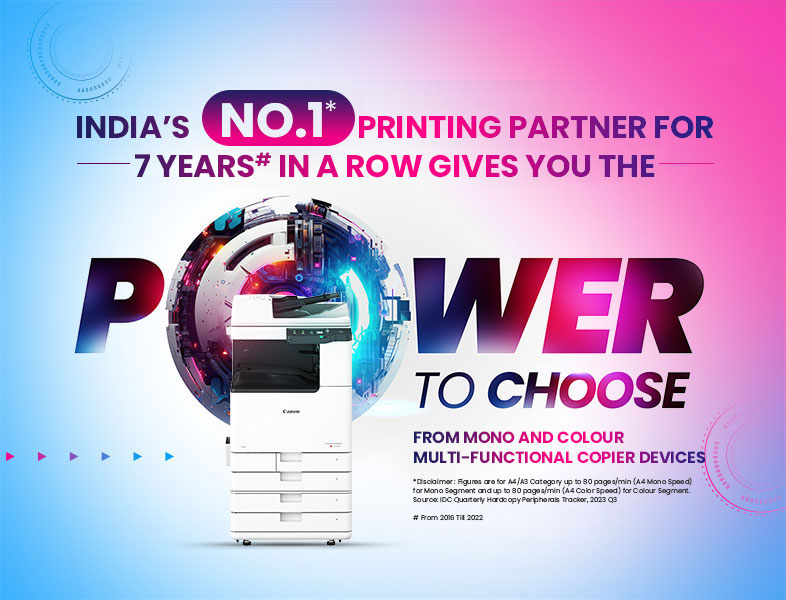 INDIA'S NO.1* PRINTING PARTNER FOR
7 YEARS# IN A ROW GIVES YOU THE
POWER
TO CHOOSE
Canon
FROM MONO AND COLOUR
MULTI-FUNCTIONAL COPIER DEVICES
*Disclaimer: Figures are for A4/A3 Category up to 80 pages/min (A4 Mono Speed)
for Mono Segment and up to 80 pages/min (A4 Color Speed) for Colour Segment.
Source: IDC Quarterly Hardcopy Peripherals Tracker, 2023 Q3
# From 2016 Till 2022